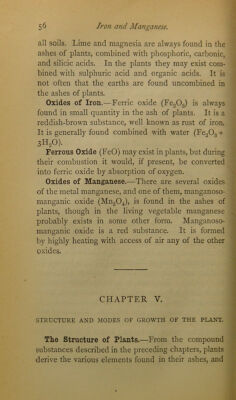 56 Iron and Manganese.
all soils. Lime and magnesia are always found in the
ashes of plants, combined with phosphoric, carbonic,
and silicic acids. In the plants they may exist com-
bined with sulphuric acid and organic acids. It is
not often that the earths are found uncombined in
the ashes of plants.
Oxides of Iron.—Ferric oxide (Fe₂O₃) is always
found in small quantity in the ash of plants. It is a
reddish-brown substance, well known as rust of iron.
It is generally found combined with water (Fe₂O₃ +
3H₂O).
Ferrous Oxide (FeO) may exist in plants, but during
their combustion it would, if present, be converted
into ferric oxide by absorption of oxygen.
Oxides of Manganese.—There are several oxides
of the metal manganese, and one of them, manganoso-
manganic oxide (Mn₃O₄), is found in the ashes of
plants, though in the living vegetable manganese
probably exists in some other form. Manganoso-
manganic oxide is a red substance. It is formed
by highly heating with access of air any of the other
oxides.
CHAPTER V.
STRUCTURE AND MODES OF GROWTH OF THE PLANT.
The Structure of Plants.—From the compound
substances described in the preceding chapters, plants
derive the various elements found in their ashes, and